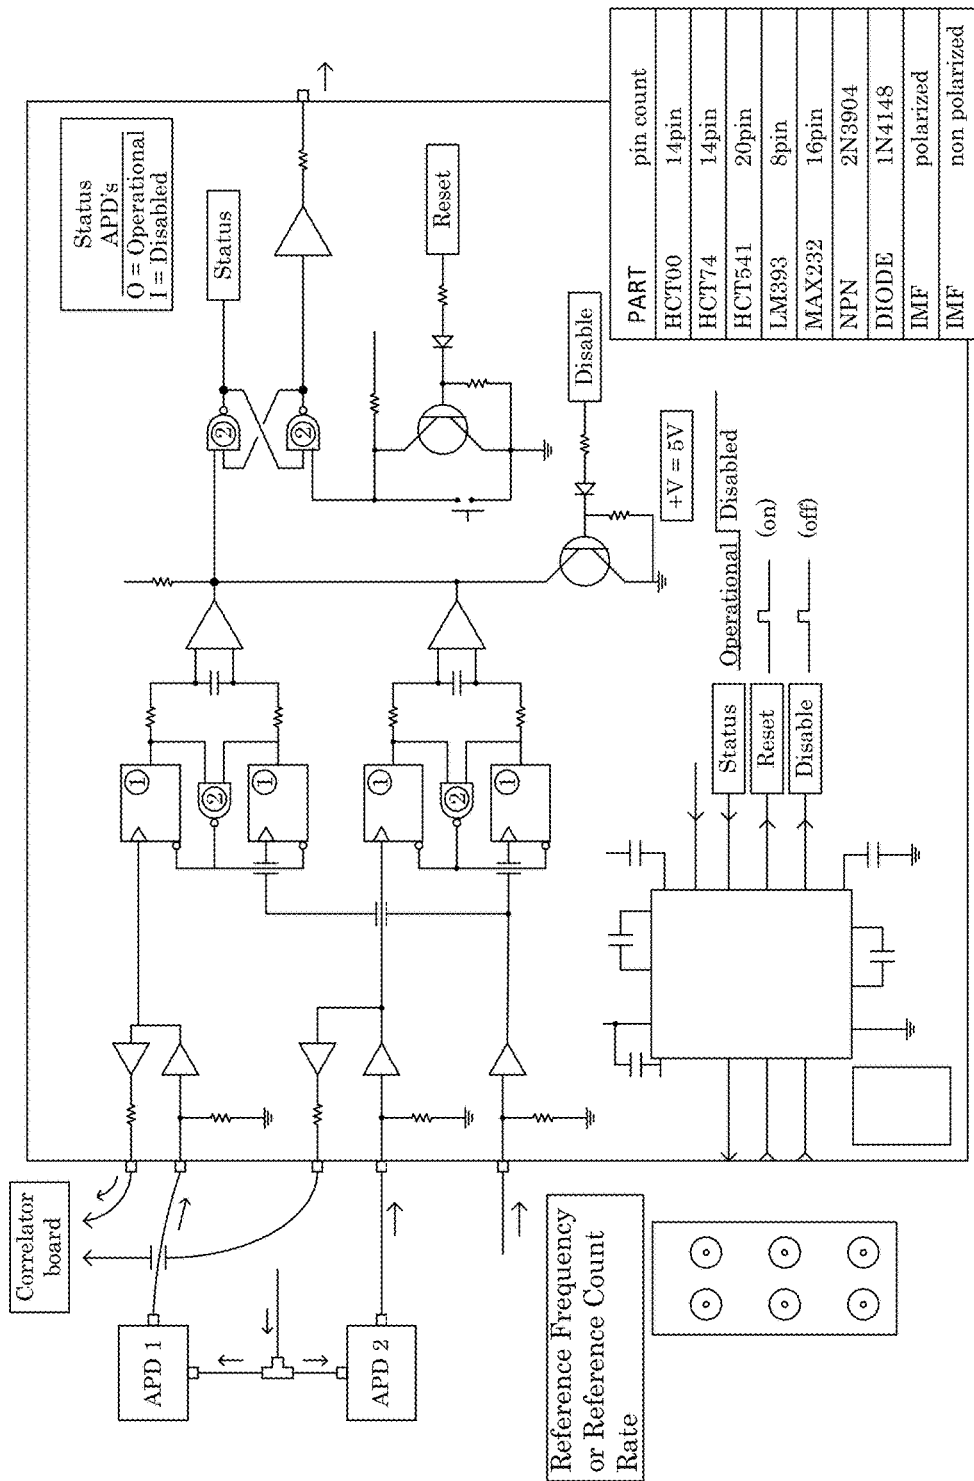 Status
APD's
O = Operational
I = Disabled
Status
Reset
Disable
+V = 5V
Correlator
board
APD 1
APD 2
1
2
1
1
2
1
2
2
Reference Frequency
or Reference Count
Rate
Status
Operational
Disabled
Reset
(on)
Disable
(off)
PART pin count
HCT00 14pin
HCT74 14pin
HCT541 20pin
LM393 8pin
MAX232 16pin
NPN 2N3904
DIODE 1N4148
IMF polarized
IMF non polarized